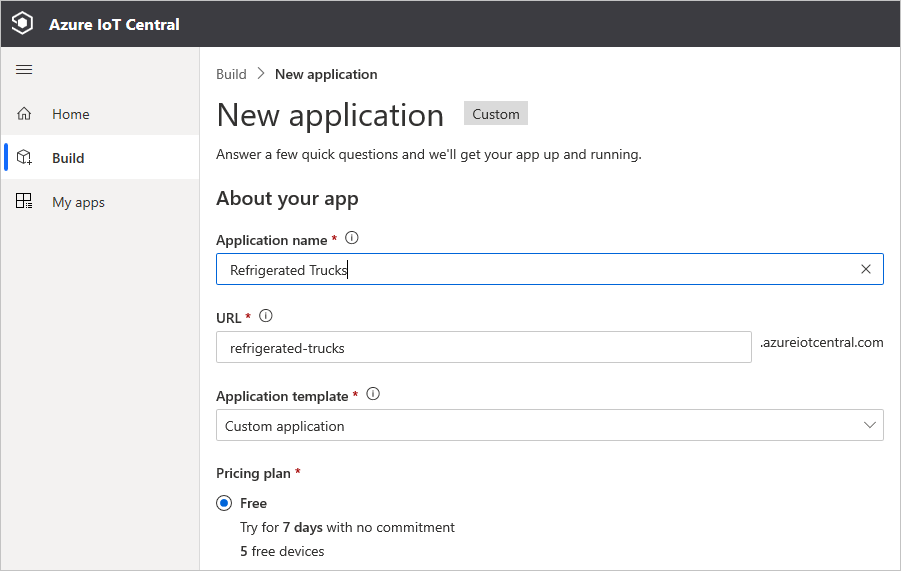 Azure IoT Central
Home
Build
My apps
Build > New application
New application Custom
Answer a few quick questions and we'll get your app up and running.
About your app
Application name *
Refrigerated Trucks
URL *
refrigerated-trucks .azureiotcentral.com
Application template *
Custom application
Pricing plan *
Free
Try for 7 days with no commitment
5 free devices